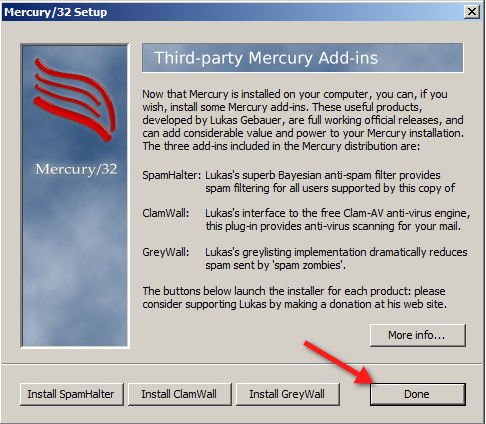 Mercury/32 Setup
Third-party Mercury Add-ins
Now that Mercury is installed on your computer, you can, if you
wish, install some Mercury add-ins. These useful products,
developed by Lukas Gebauer, are full working official releases, and
can add considerable value and power to your Mercury installation.
The three add-ins included in the Mercury distribution are:
Mercury/32
SpamHalter: Lukas's superb Bayesian anti-spam filter provides
spam filtering for all users supported by this copy of
ClamWall: Lukas's interface to the free Clam-AV anti-virus engine,
this plug-in provides anti-virus scanning for your mail.
GreyWall: Lukas's greylisting implementation dramatically reduces
spam sent by 'spam zombies'.
The buttons below launch the installer for each product: please
consider supporting Lukas by making a donation at his web site.
More info...
Install SpamHalter Install ClamWall Install GreyWall Done